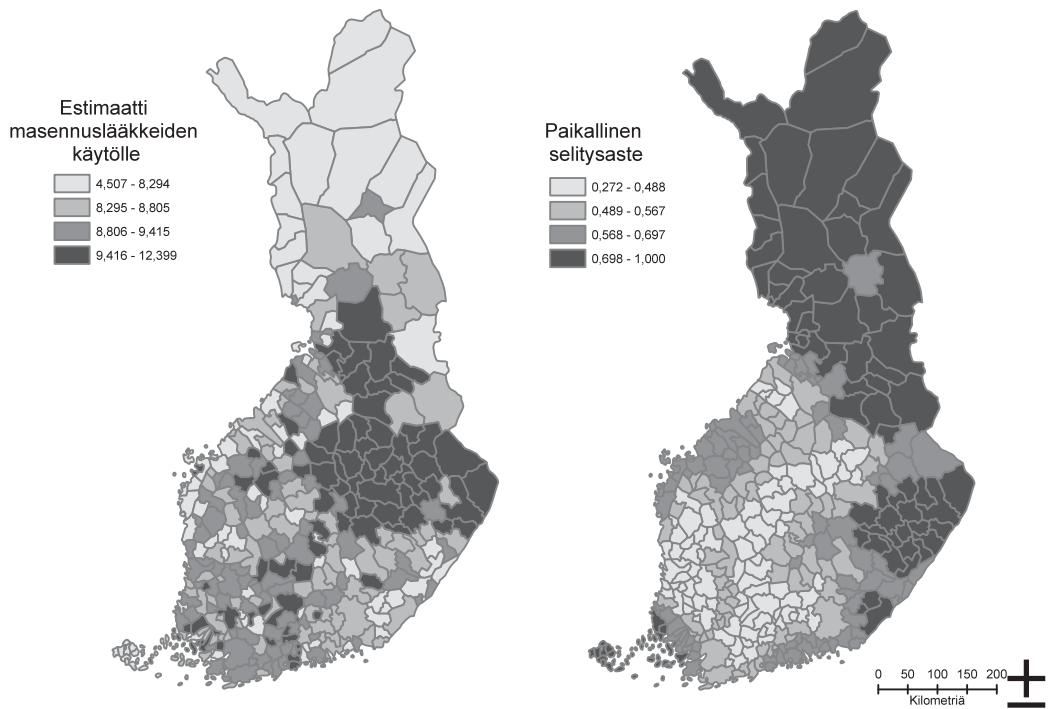 Estimaatti
masennuslääkkeiden
käytölle
4,507 - 8,294
8,295 - 8,805
8,806 - 9,415
9,416 - 12,399
Paikallinen
selitysaste
0,272 - 0,488
0,489 - 0,567
0,568 - 0,697
0,698 - 1,000
0 50 100 150 200
Kilometriä